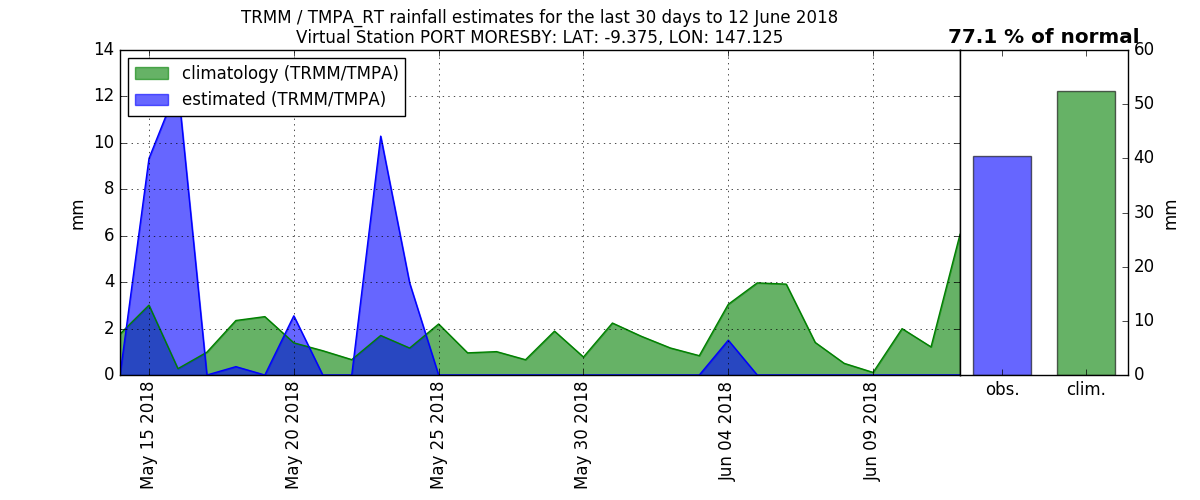 TRMM / TMPA_RT rainfall estimates for the last 30 days to 12 June 2018
Virtual Station PORT MORESBY: LAT: -9.375, LON: 147.125
77.1 % of normal
climatology (TRMM/TMPA)
estimated (TRMM/TMPA)
mm
14
12
10
8
6
4
2
0
May 15 2018
May 20 2018
May 25 2018
May 30 2018
Jun 04 2018
Jun 09 2018
obs.
clim.
60
50
40
30
20
10
0
mm